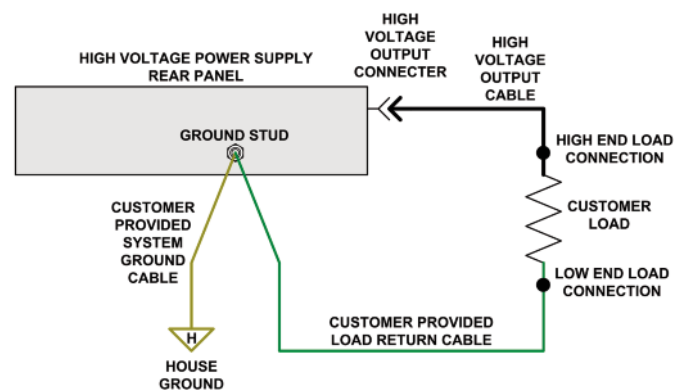 HIGH VOLTAGE POWER SUPPLY
REAR PANEL
HIGH
VOLTAGE
OUTPUT
CONNECTER
HIGH
VOLTAGE
OUTPUT
CABLE
GROUND STUD
HIGH END LOAD
CONNECTION
CUSTOMER
LOAD
CUSTOMER
PROVIDED
SYSTEM
GROUND
CABLE
LOW END LOAD
CONNECTION
CUSTOMER PROVIDED
LOAD RETURN CABLE
H
HOUSE
GROUND